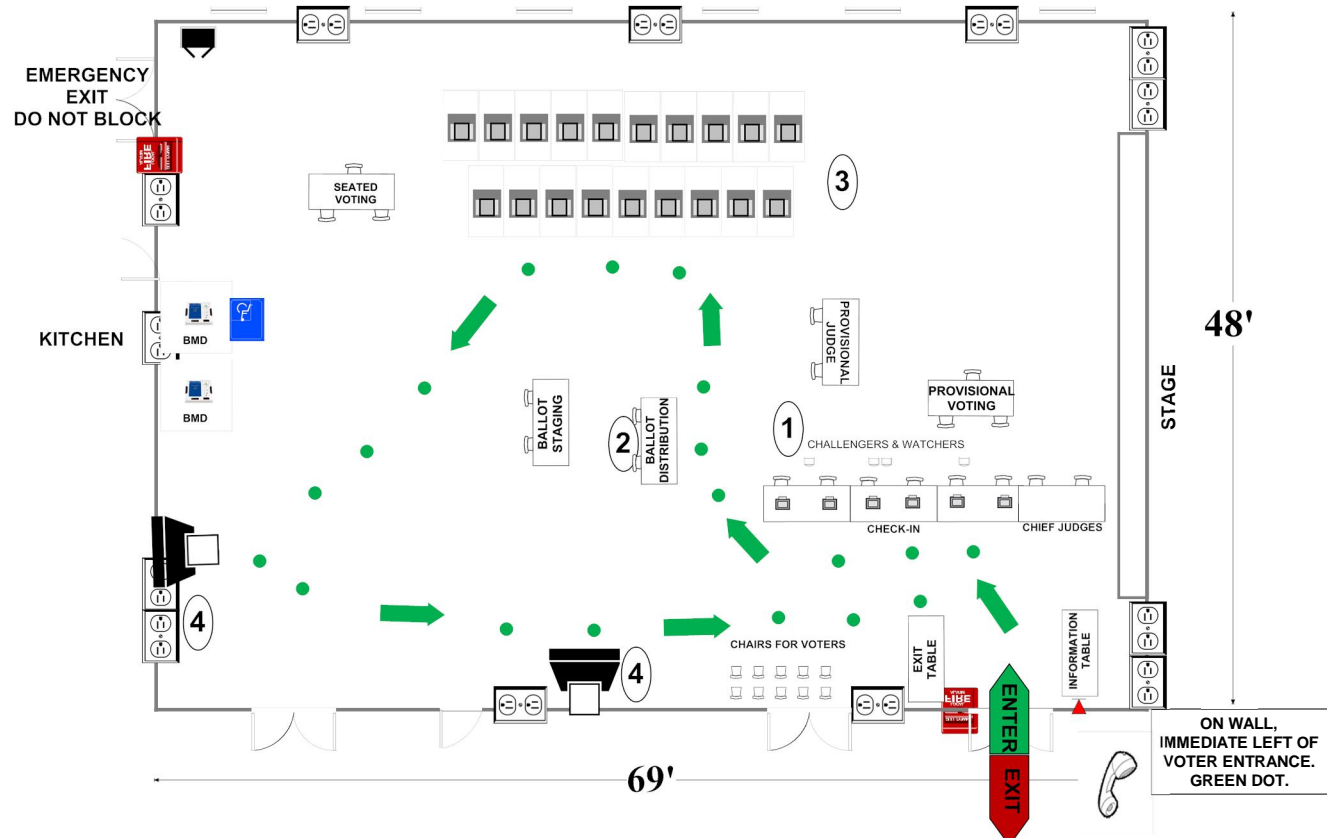 EMERGENCY
EXIT
DO NOT BLOCK
FIRE
SEATED
VOTING
3
KITCHEN
BMD
BMD
PROVISIONAL
JUDGE
48'
STAGE
BALLOT
STAGING
2
BALLOT
DISTRIBUTION
1
PROVISIONAL
VOTING
CHALLENGERS & WATCHERS
CHECK-IN
CHIEF JUDGES
4
4
CHAIRS FOR VOTERS
EXIT
TABLE
INFORMATION
TABLE
FIRE
ENTER
EXIT
69'
ON WALL,
IMMEDIATE LEFT OF
VOTER ENTRANCE.
GREEN DOT.